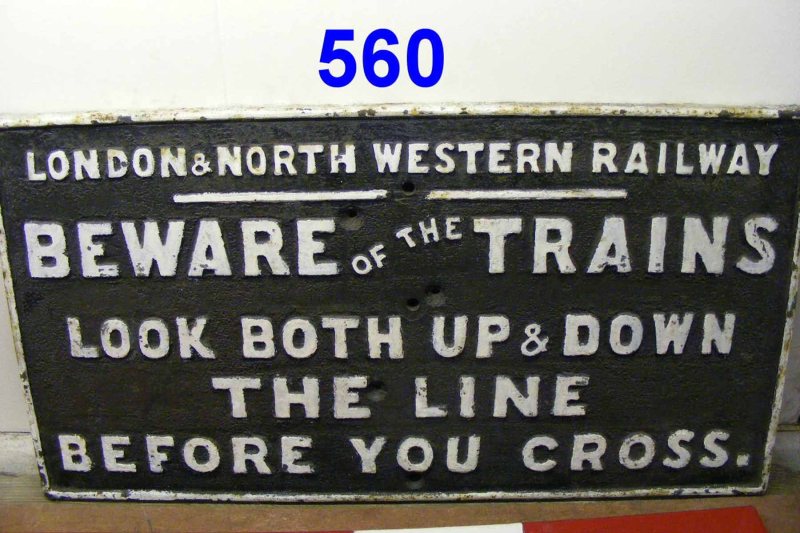 560
LONDON & NORTH WESTERN RAILWAY
BEWARE OF THE TRAINS
LOOK BOTH UP & DOWN
THE LINE
BEFORE YOU CROSS.